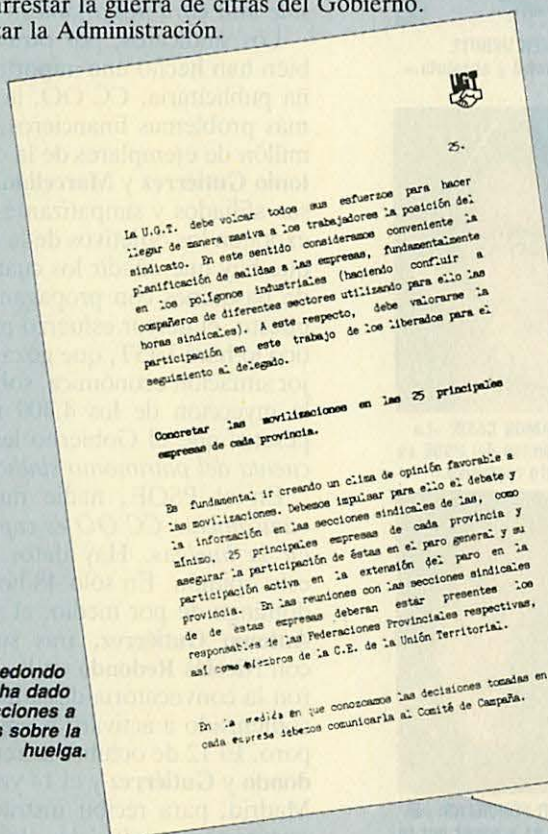 arrestar la guerra de cifras del Gobierno.
tar la Administración.
UGT
25.-
La U.G.T. debe volcar todos sus esfuerzos para hacer
llegar de manera masiva a los trabajadores la posición del
sindicato. En este sentido consideramos conveniente la
planificación de salidas a las empresas, fundamentalmente
en los polígonos industriales (haciendo confluir a
compañeros de diferentes sectores utilizando para ello las
horas sindicales). A este respecto, debe valorarse la
participación en este trabajo de los liberados para el
seguimiento al delegado.
Concretar las movilizaciones en las 25 principales
empresas de cada provincia.
Es fundamental ir creando un clima de opinión favorable a
las movilizaciones. Debemos impulsar para ello el debate y
la información en las secciones sindicales de las, como
mínimo, 25 principales empresas de cada provincia y
asegurar la participación de éstas en el paro general y su
participación activa en la extensión del paro en la
provincia. En las reuniones con las secciones sindicales
de de estas empresas deberan estar presentes los
responsables de las Federaciones Provinciales respectivas,
así como miembros de la C.E. de la Unión Territorial.
En la medida en que conozcamos las decisiones tomadas en
cada empresa debemos comunicarla al Comité de Campaña.
edondo
ha dado
cciones a
s sobre la
huelga.